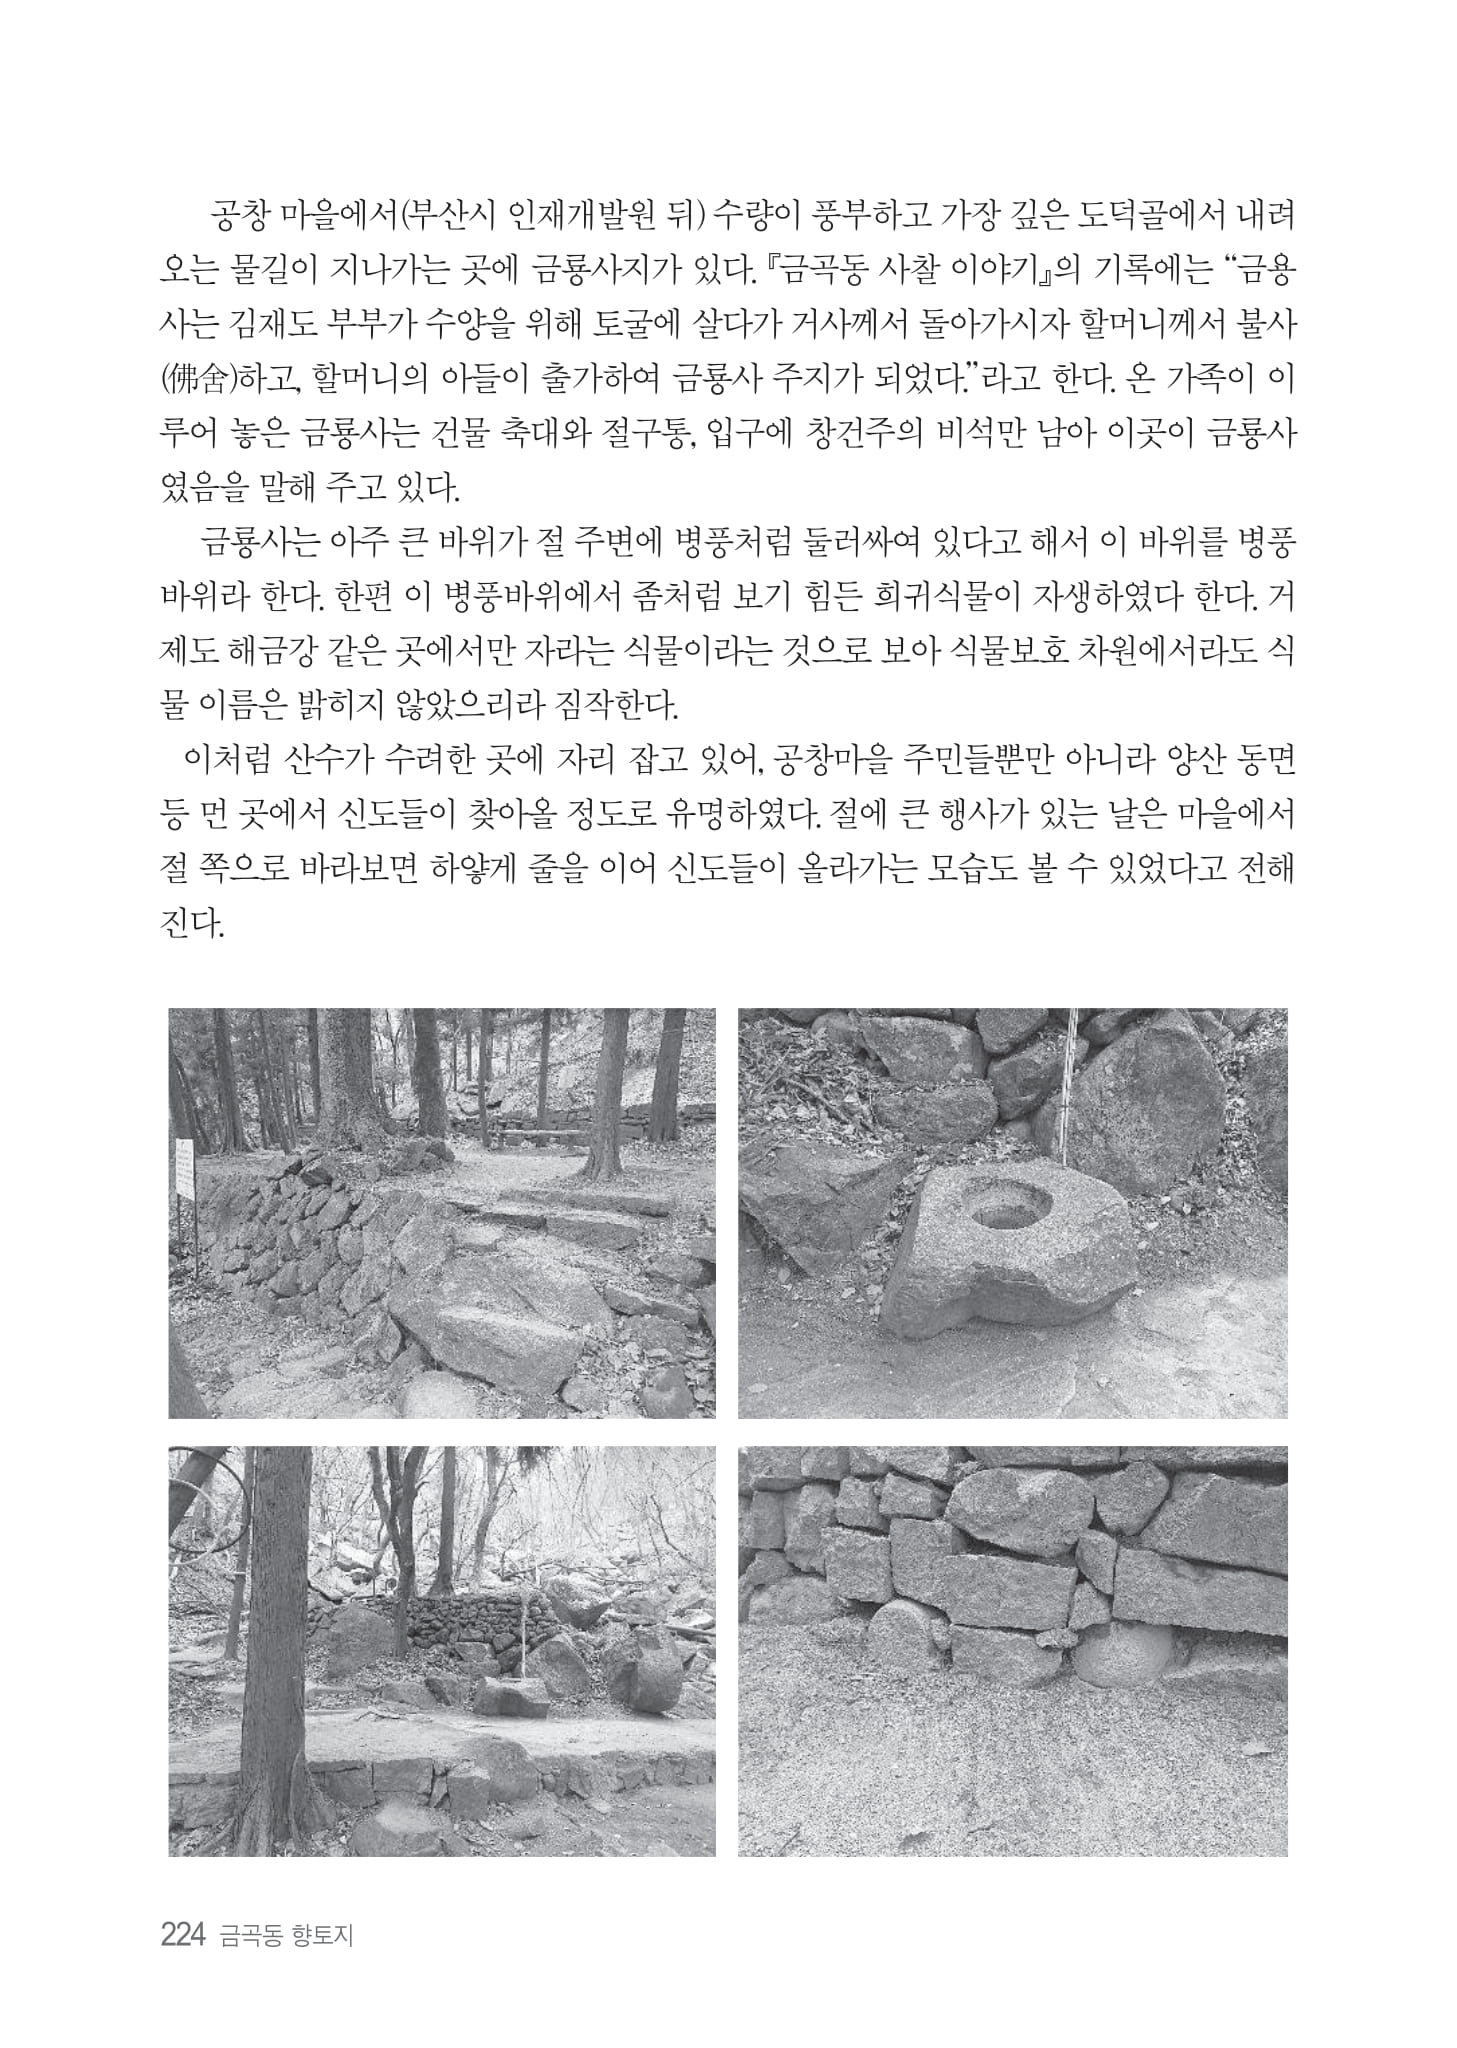 공창 마을에서(부산시 인재개발원 뒤) 수량이 풍부하고 가장 깊은 도덕골에서 내려
오는 물길이 지나가는 곳에 금룡사지가 있다. 『금곡동 사찰 이야기』의 기록에는 “금용
사는 김재도 부부가 수양을 위해 토굴에 살다가 거사께서 돌아가시자 할머니께서 불사
(佛舍)하고, 할머니의 아들이 출가하여 금룡사 주지가 되었다.”라고 한다. 온 가족이 이
루어 놓은 금룡사는 건물 축대와 절구통, 입구에 창건주의 비석만 남아 이곳이 금룡사
였음을 말해 주고 있다.
금룡사는 아주 큰 바위가 절 주변에 병풍처럼 둘러싸여 있다고 해서 이 바위를 병풍
바위라 한다. 한편 이 병풍바위에서 좀처럼 보기 힘든 희귀식물이 자생하였다 한다. 거
제도 해금강 같은 곳에서만 자라는 식물이라는 것으로 보아 식물보호 차원에서라도 식
물 이름은 밝히지 않았으리라 짐작한다.
이처럼 산수가 수려한 곳에 자리 잡고 있어, 공창마을 주민들뿐만 아니라 양산 동면
등 먼 곳에서 신도들이 찾아올 정도로 유명하였다. 절에 큰 행사가 있는 날은 마을에서
절 쪽으로 바라보면 하얗게 줄을 이어 신도들이 올라가는 모습도 볼 수 있었다고 전해
진다.
224 금곡동 향토지